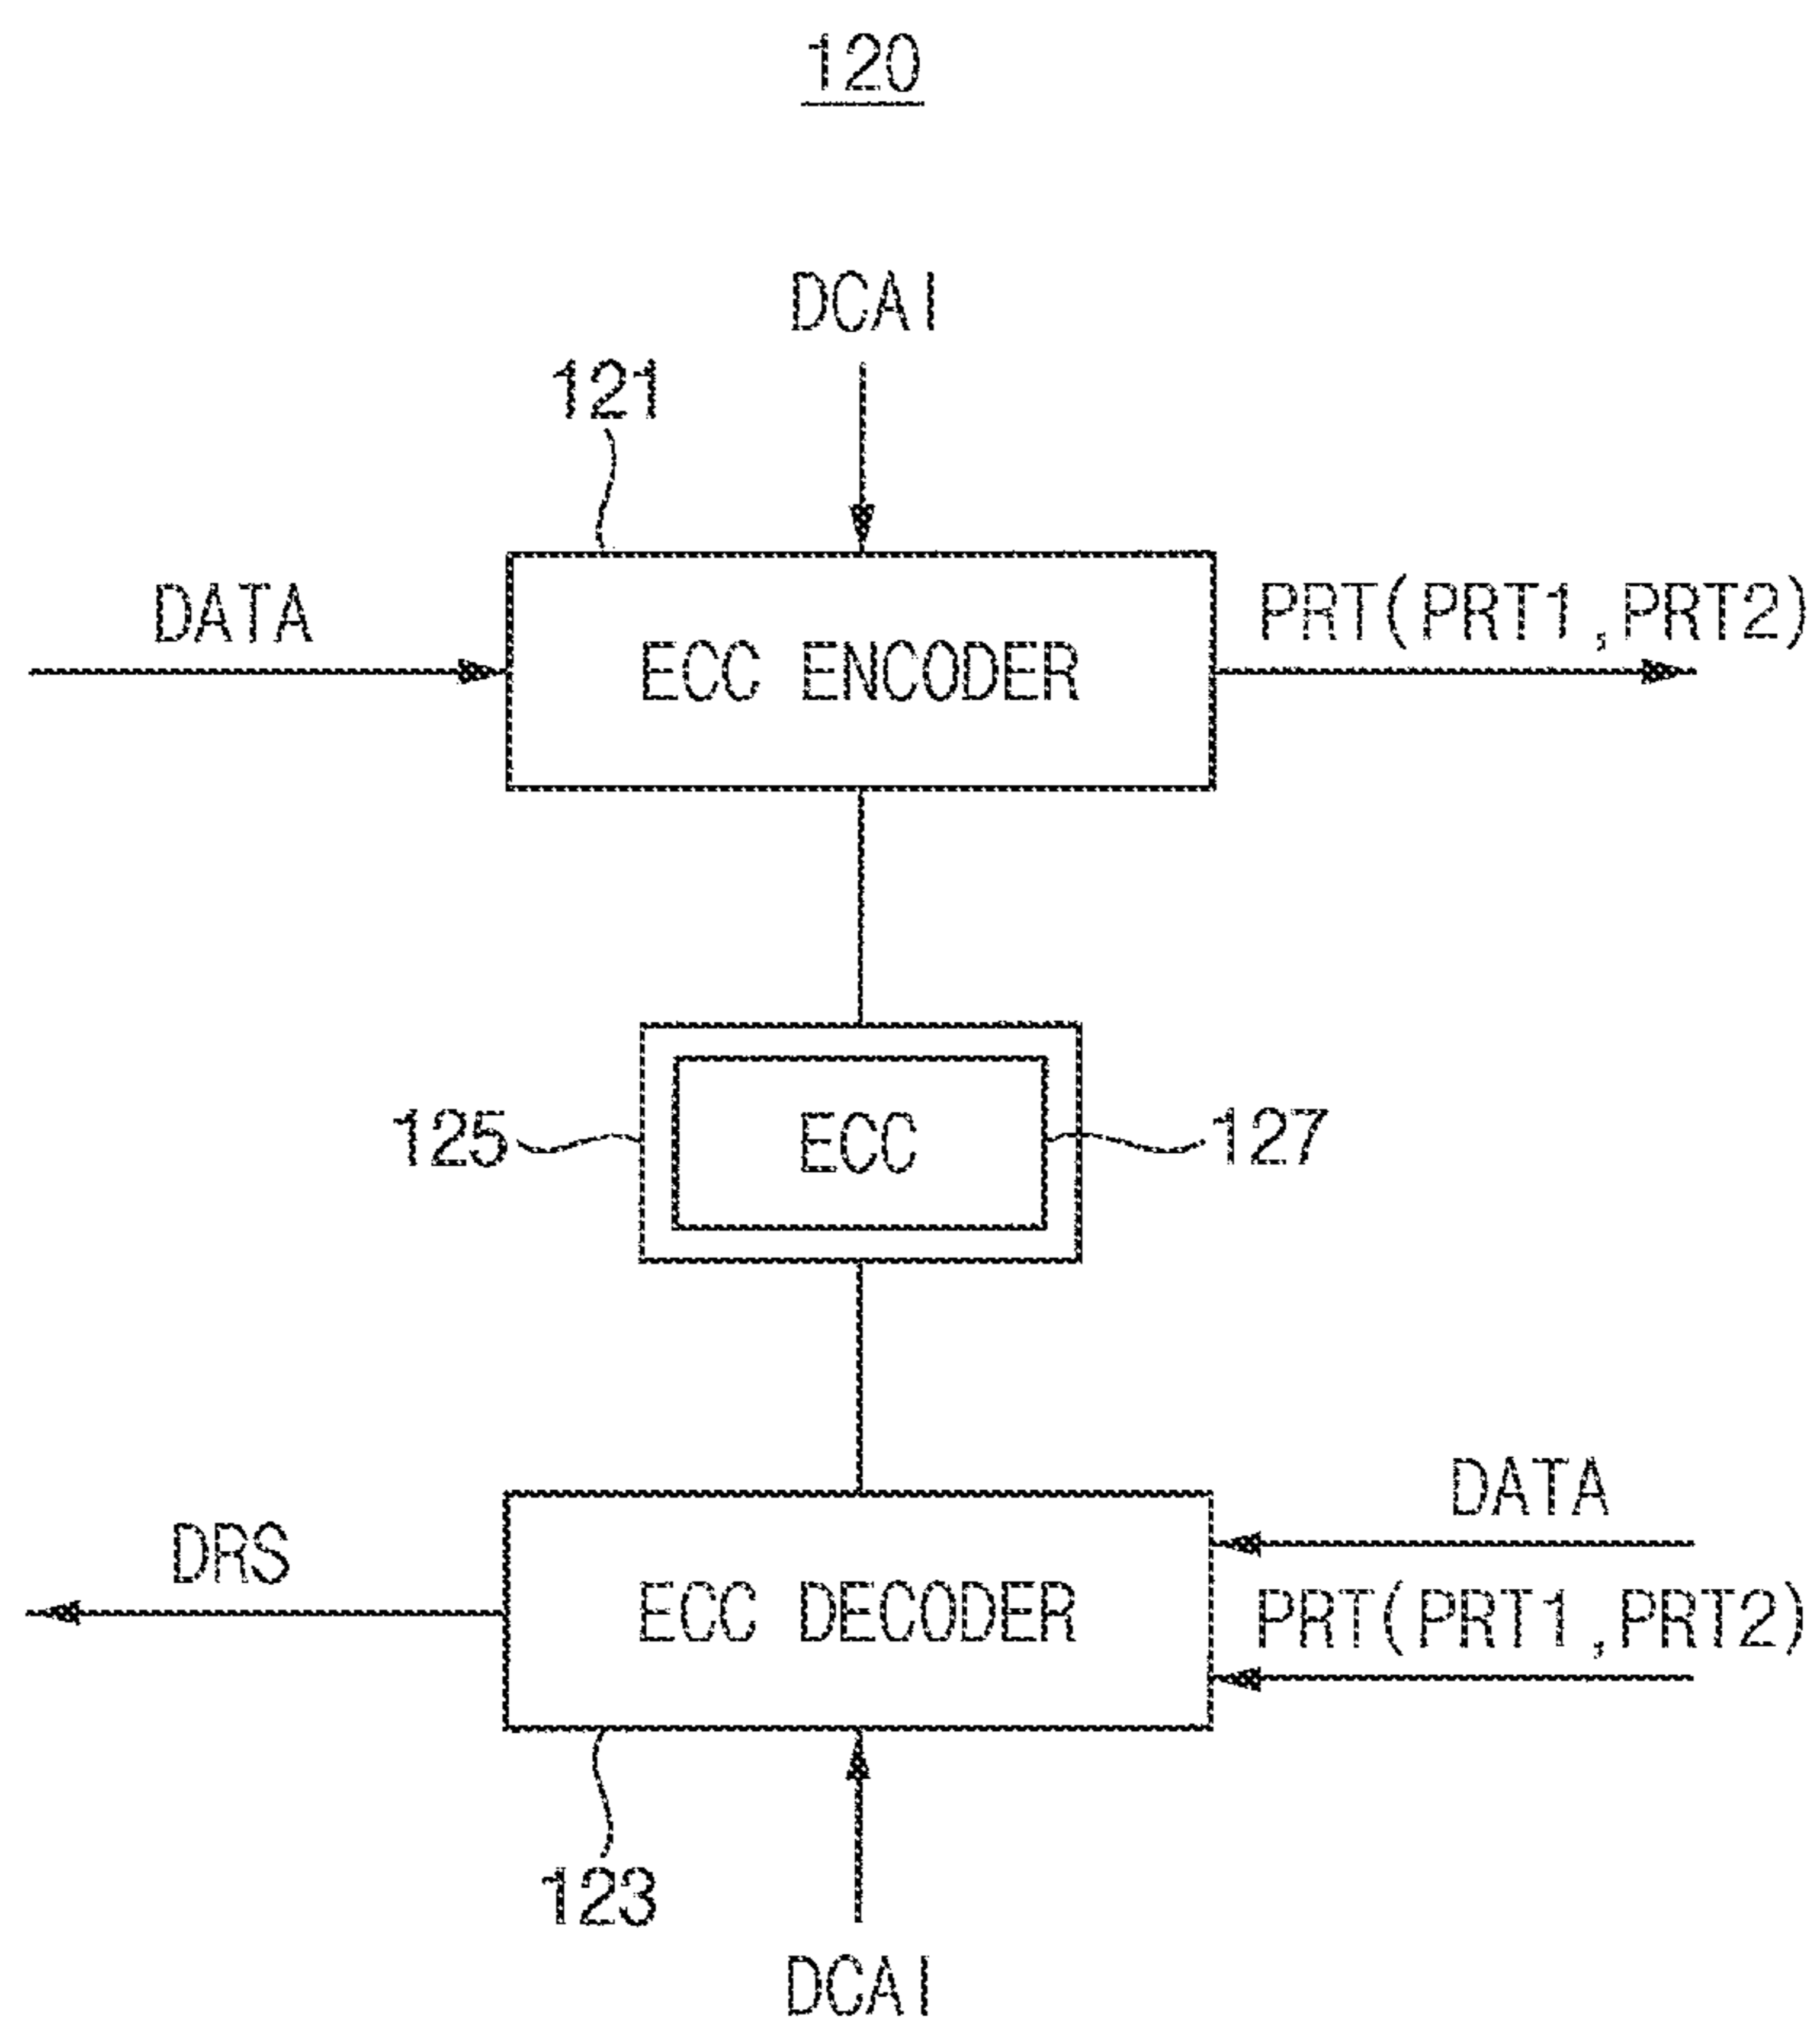 120
DCAI
121
DATA
PRT(PRT1,PRT2)
ECC ENCODER
125
ECC
127
DATA
DRS
ECC DECODER
PRT(PRT1,PRT2)
123
DCAI